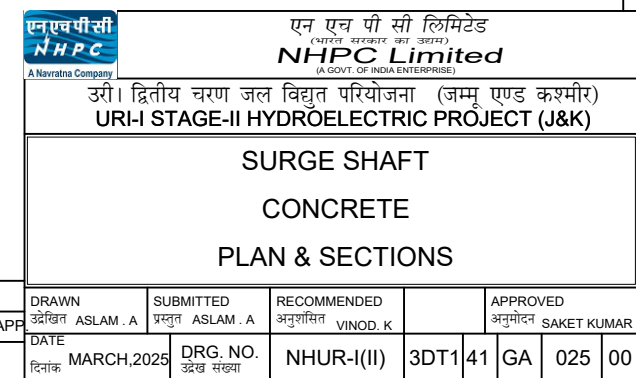 एनएचपीसी
NHPC
A Navratna Company
एन एच पी सी लिमिटेड
(भारत सरकार का उद्यम)
NHPC Limited
(A GOVT. OF INDIA ENTERPRISE)
उरी। द्वितीय चरण जल विद्युत परियोजना (जम्मू एण्ड कश्मीर)
URI-I STAGE-II HYDROELECTRIC PROJECT (J&K)
SURGE SHAFT
CONCRETE
PLAN & SECTIONS
DRAWN SUBMITTED RECOMMENDED APPROVED
APP. उद्रेखित ASLAM . A प्रस्तुत ASLAM . A अनुशंसित VINOD. K अनुमोदन SAKET KUMAR
DATE
दिनांक MARCH,2025 DRG. NO. उद्रेख संख्या NHUR-I(II) 3DT1 41 GA 025 00